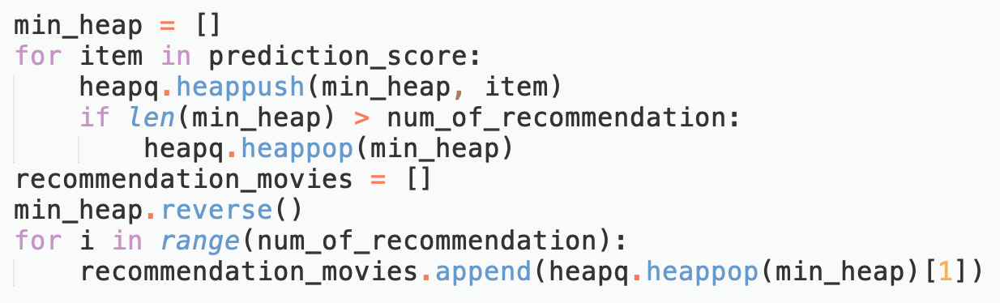 min_heap = []
for item in prediction_score:
    heapq.heappush(min_heap, item)
    if len(min_heap) > num_of_recommendation:
        heapq.heappop(min_heap)
recommendation_movies = []
min_heap.reverse()
for i in range(num_of_recommendation):
    recommendation_movies.append(heapq.heappop(min_heap)[1])